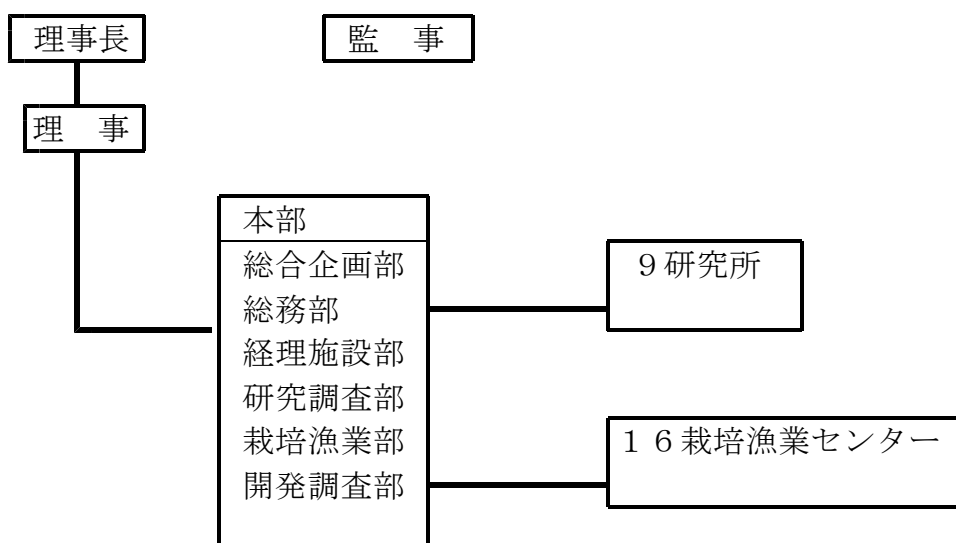 理事長
監　事
理　事
本部
総合企画部
総務部
経理施設部
研究調査部
栽培漁業部
開発調査部
９研究所
１６栽培漁業センター